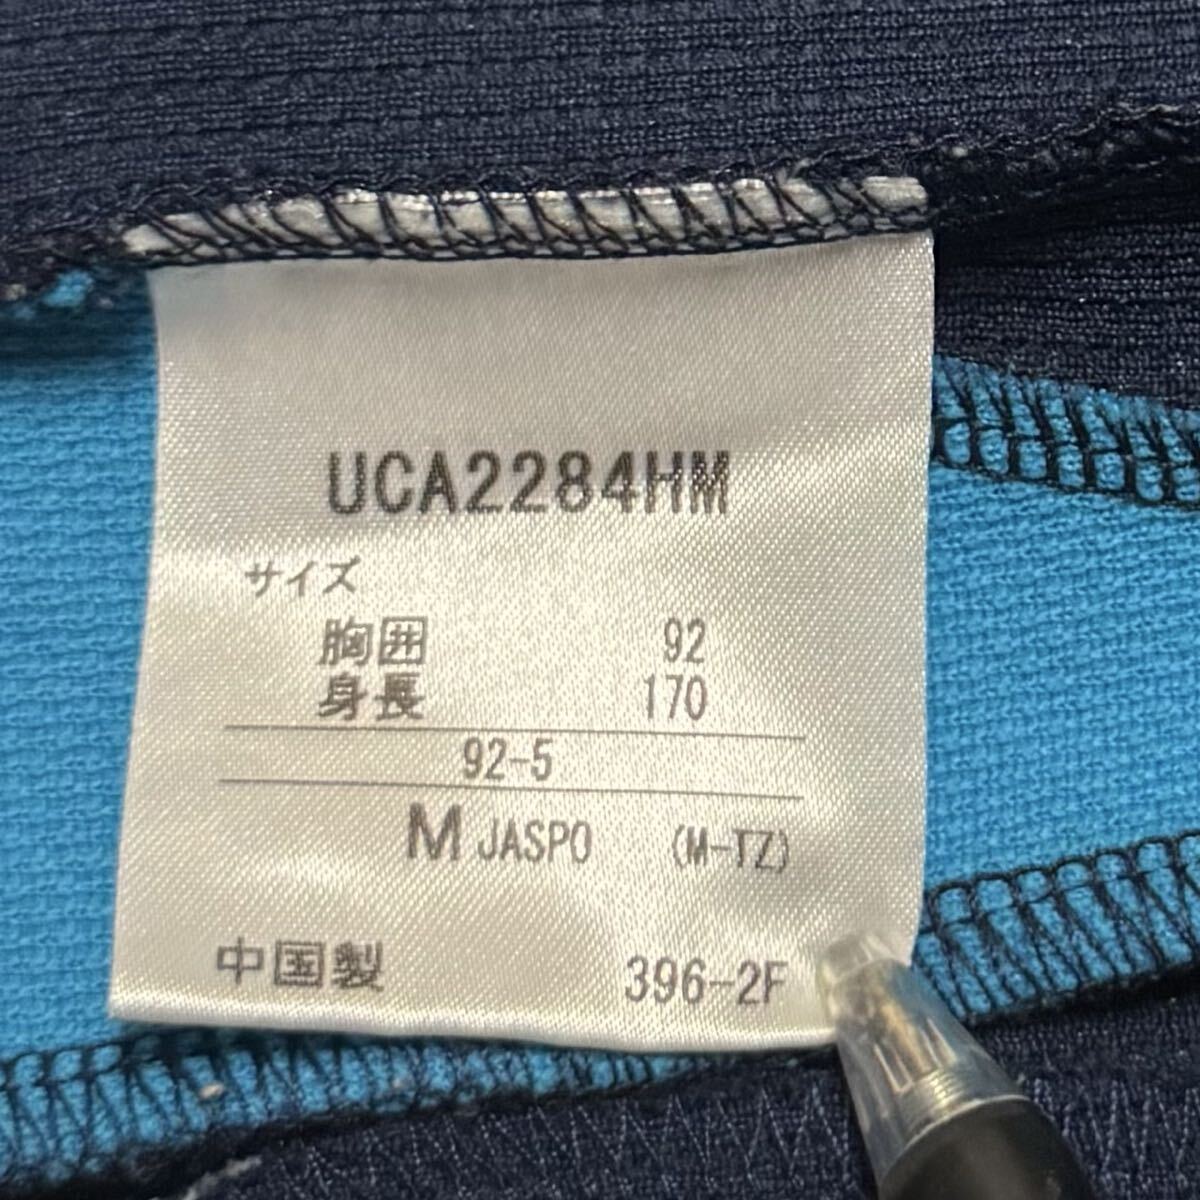 UCA2284HM
サイズ
胸囲 92
身長 170
92-5
M JASPO (M-TZ)
中国製 396-2F